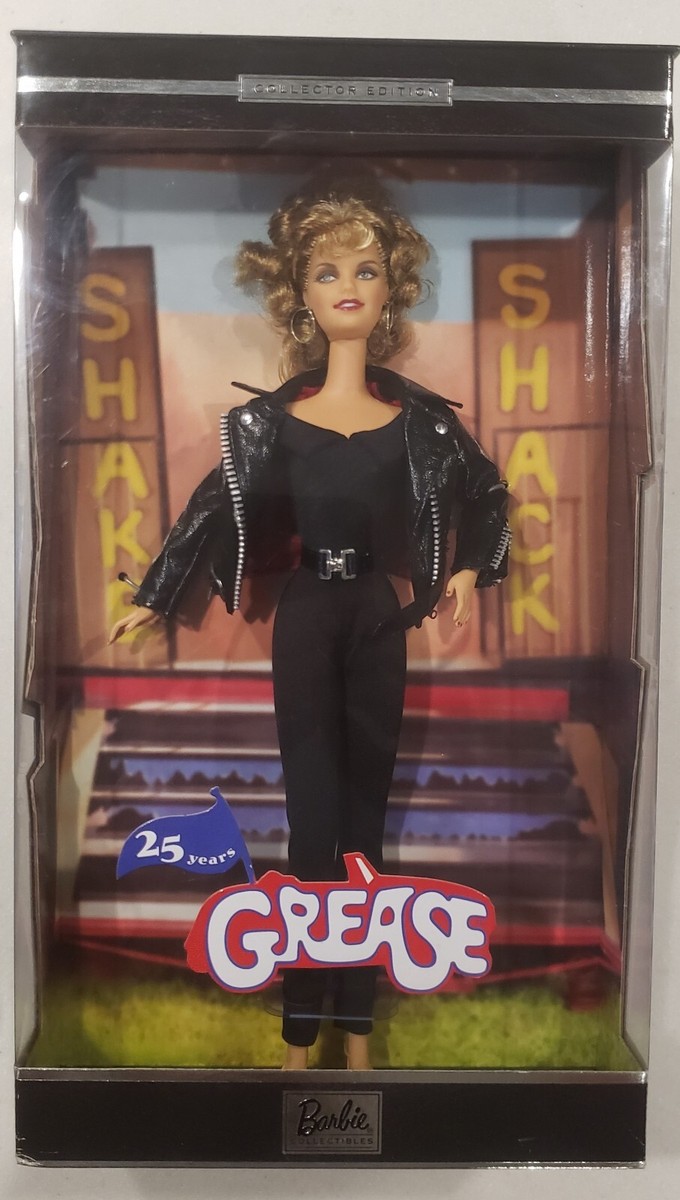 COLLECTOR EDITION
SHAKE
SHACK
25 years
GREASE
Barbie
COLLECTIBLES